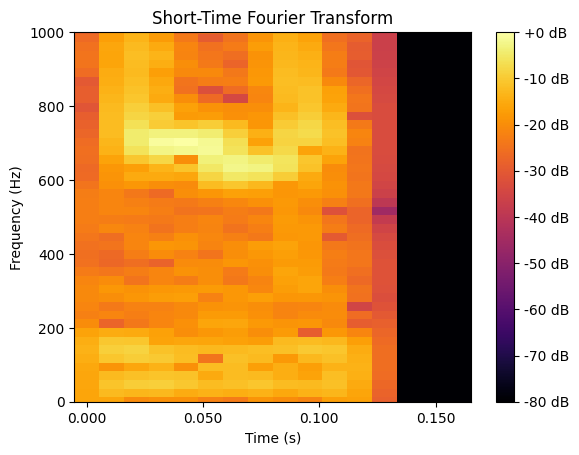 Short-Time Fourier Transform
1000
800
600
400
200
0
Frequency (Hz)
0.000
0.050
0.100
0.150
Time (s)
+0 dB
-10 dB
-20 dB
-30 dB
-40 dB
-50 dB
-60 dB
-70 dB
-80 dB